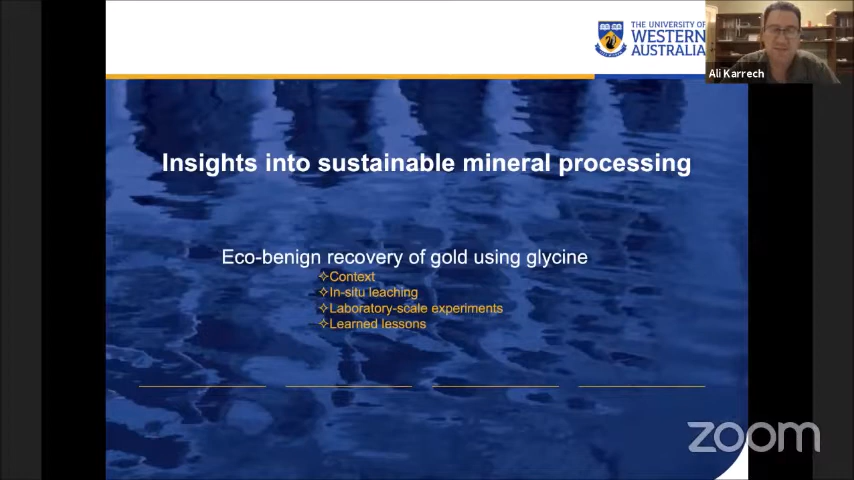 THE UNIVERSITY OF
WESTERN
AUSTRALIA
Ali Karrech
Insights into sustainable mineral processing
Eco-benign recovery of gold using glycine
✧Context
✧In-situ leaching
✧Laboratory-scale experiments
✧Learned lessons
zoom